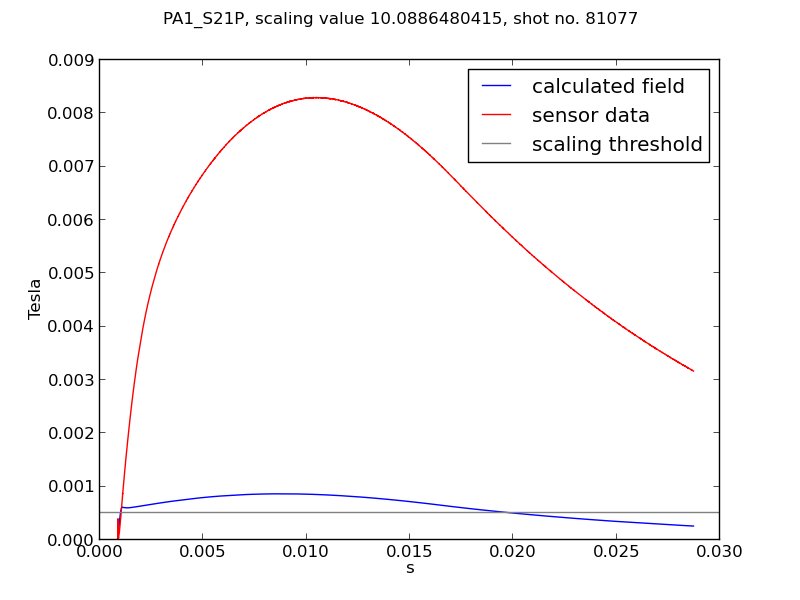 PA1_S21P, scaling value 10.0886480415, shot no. 81077
calculated field
sensor data
scaling threshold
Tesla
0.009
0.008
0.007
0.006
0.005
0.004
0.003
0.002
0.001
0.000
0.000 0.005 0.010 0.015 0.020 0.025 0.030
s